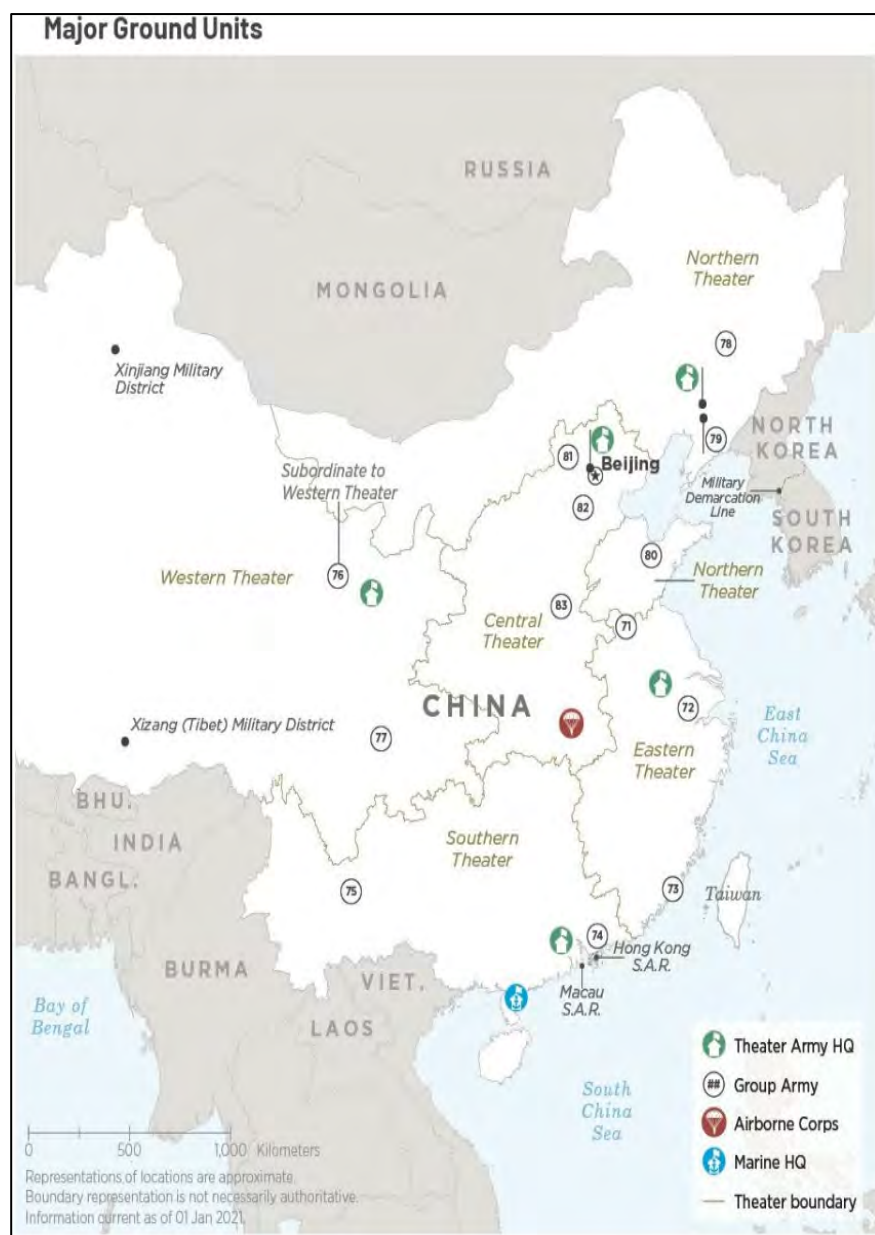 Major Ground Units
RUSSIA
MONGOLIA
Northern
Theater
78
Xinjiang Military
District
79
NORTH
KOREA
81
Beijing
Subordinate to
Western Theater
Military
Demarcation
Line
82
SOUTH
KOREA
80
Western Theater
76
Northern
Theater
83
Central
Theater
71
CHINA
72
East
China
Sea
Xizang (Tibet) Military District
77
Eastern
Theater
BHU.
INDIA
BANGL.
Southern
Theater
75
73
Taiwan
74
Hong Kong
S.A.R.
BURMA
VIET.
Macau
S.A.R.
Bay of
Bengal
LAOS
South
China
Sea
Theater Army HQ
## Group Army
Airborne Corps
Marine HQ
Theater boundary
0 500 1,000 Kilometers
Representations of locations are approximate.
Boundary representation is not necessarily authoritative.
Information current as of 01 Jan 2021.